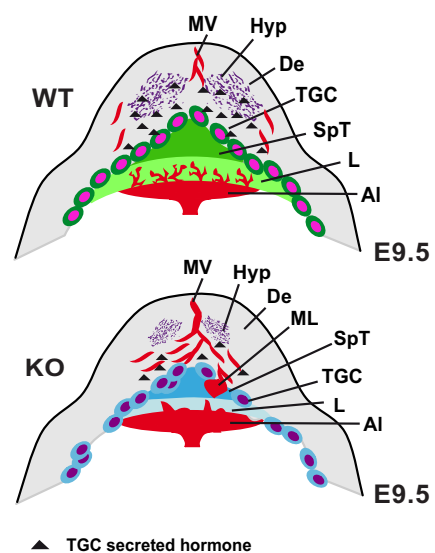 MV
Hyp
De
WT
TGC
SpT
L
Al
E9.5
MV
Hyp
De
ML
KO
SpT
TGC
L
Al
E9.5
TGC secreted hormone